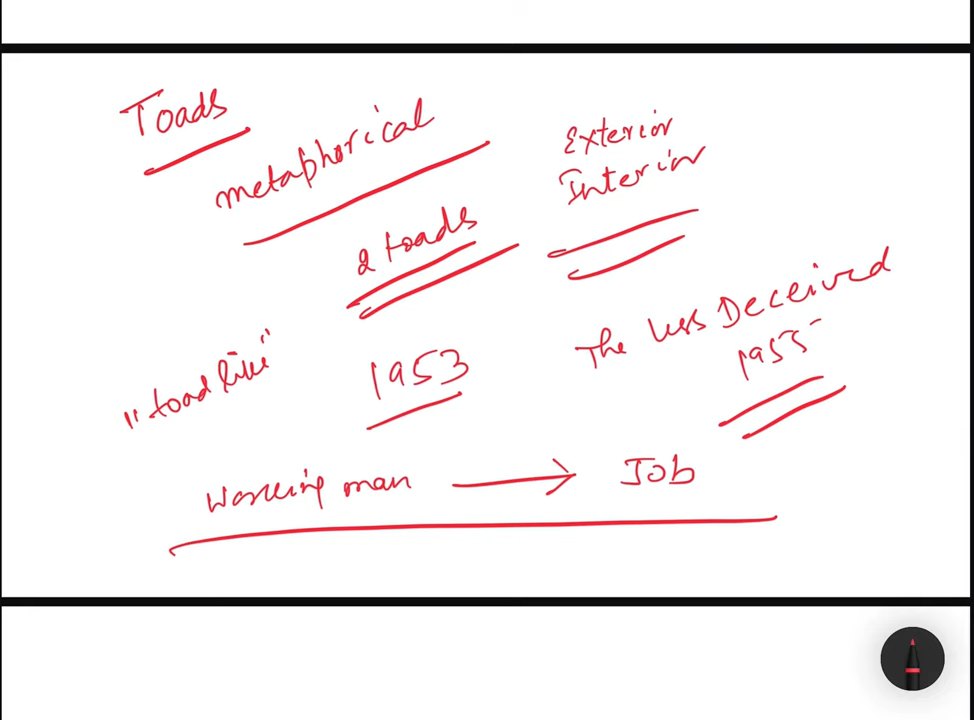 Toads
metaphorical
Exterior
Interior
2 toads
The Less Deceived
1955
"toad like"
1953
Working man → Job